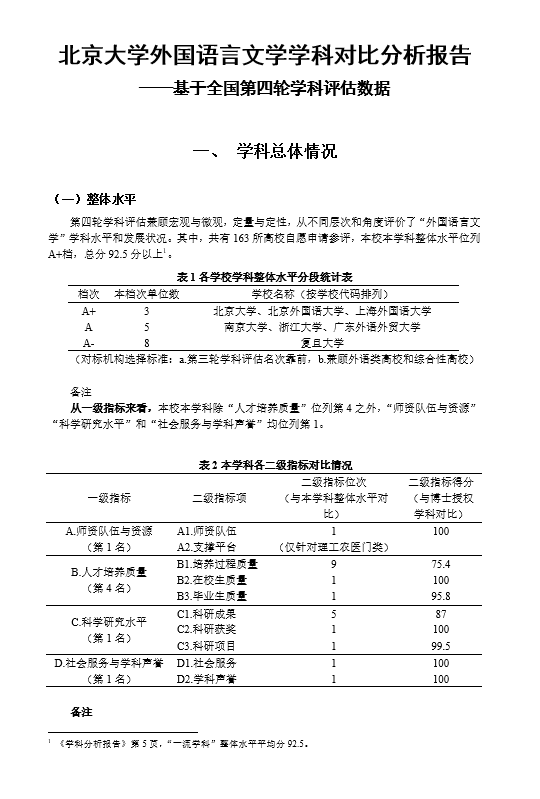 北京大学外国语言文学学科对比分析报告
——基于全国第四轮学科评估数据
一、 学科总体情况
（一）整体水平
第四轮学科评估兼顾宏观与微观，定量与定性，从不同层次和角度评价了“外国语言文
学”学科水平和发展状况。其中，共有 163 所高校自愿申请参评，本校本学科整体水平位列
A+档，总分 92.5 分以上1。
表 1 各学校学科整体水平分段统计表
档次 本档次单位数 学校名称（按学校代码排列）
A+ 3 北京大学、北京外国语大学、上海外国语大学
A 5 南京大学、浙江大学、广东外语外贸大学
A- 8 复旦大学
（对标机构选择标准：a.第三轮学科评估名次靠前，b.兼顾外语类高校和综合性高校）
备注
从一级指标来看，本校本学科除“人才培养质量”位列第 4 之外，“师资队伍与资源”
“科学研究水平”和“社会服务与学科声誉”均位列第 1。
表 2 本学科各二级指标对比情况
一级指标 二级指标项 二级指标位次 二级指标得分
（与本学科整体水平对 （与博士授权
比） 学科对比）
A.师资队伍与资源 A1.师资队伍 1 100
（第 1 名） A2.支撑平台 （仅针对理工农医门类）
B.人才培养质量 B1.培养过程质量 9 75.4
（第 4 名） B2.在校生质量 1 100
B3.毕业生质量 1 95.8
C.科学研究水平 C1.科研成果 5 87
（第 1 名） C2.科研获奖 1 100
C3.科研项目 1 99.5
D.社会服务与学科声誉 D1.社会服务 1 100
（第 1 名） D2.学科声誉 1 100
备注
1 《学科分析报告》第 5 页，“一流学科”整体水平平均分 92.5。